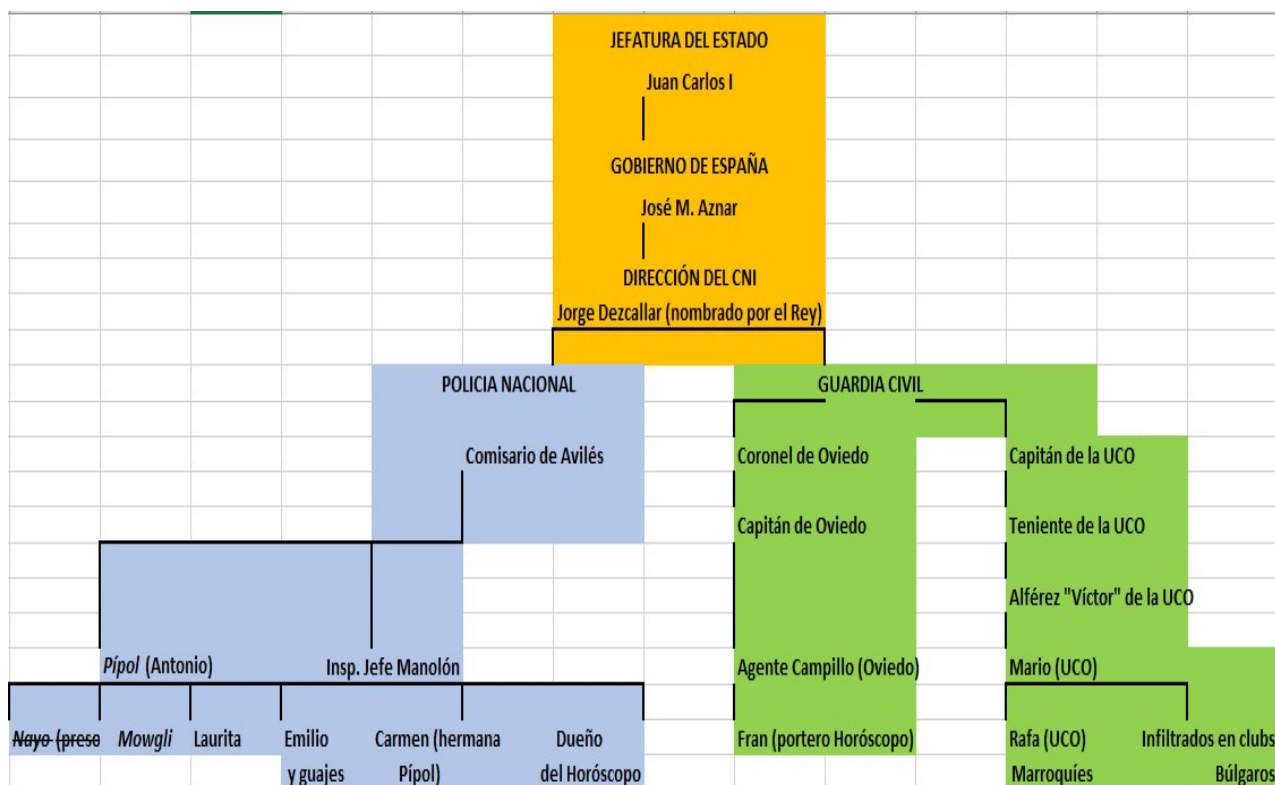 JEFATURA DEL ESTADO
Juan Carlos I
GOBIERNO DE ESPAÑA
José M. Aznar
DIRECCIÓN DEL CNI
Jorge Dezcallar (nombrado por el Rey)
POLICIA NACIONAL
GUARDIA CIVIL
Comisario de Avilés
Coronel de Oviedo
Capitán de la UCO
Capitán de Oviedo
Teniente de la UCO
Alférez "Víctor" de la UCO
Pípol (Antonio)
Insp. Jefe Manolón
Agente Campillo (Oviedo)
Mario (UCO)
Nayo (preso
Mowgli
Laurita
Emilio
y guajes
Carmen (hermana
Pípol)
Dueño
del Horóscopo
Fran (portero Horóscopo)
Rafa (UCO)
Marroquíes
Infiltrados en clubs
Búlgaros